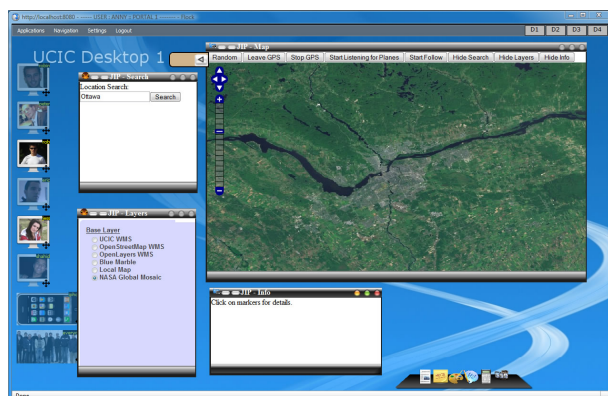 http://localhost:8080
Applications Navigation Settings Logout
D1 D2 D3 D4
UCIC Desktop 1
JIP - Search
Location Search:
Ottawa
Search
JIP - Map
Random Leave GPS Stop GPS Start Listening for Planes Start Follow Hide Search Hide Layers Hide Info
JIP - Layers
Base Layer
UCIC WMS
OpenStreetMap WMS
OpenLayers WMS
Blue Marble
Local Map
NASA Global Mosaic
JIP - Info
Click on markers for details.
Done